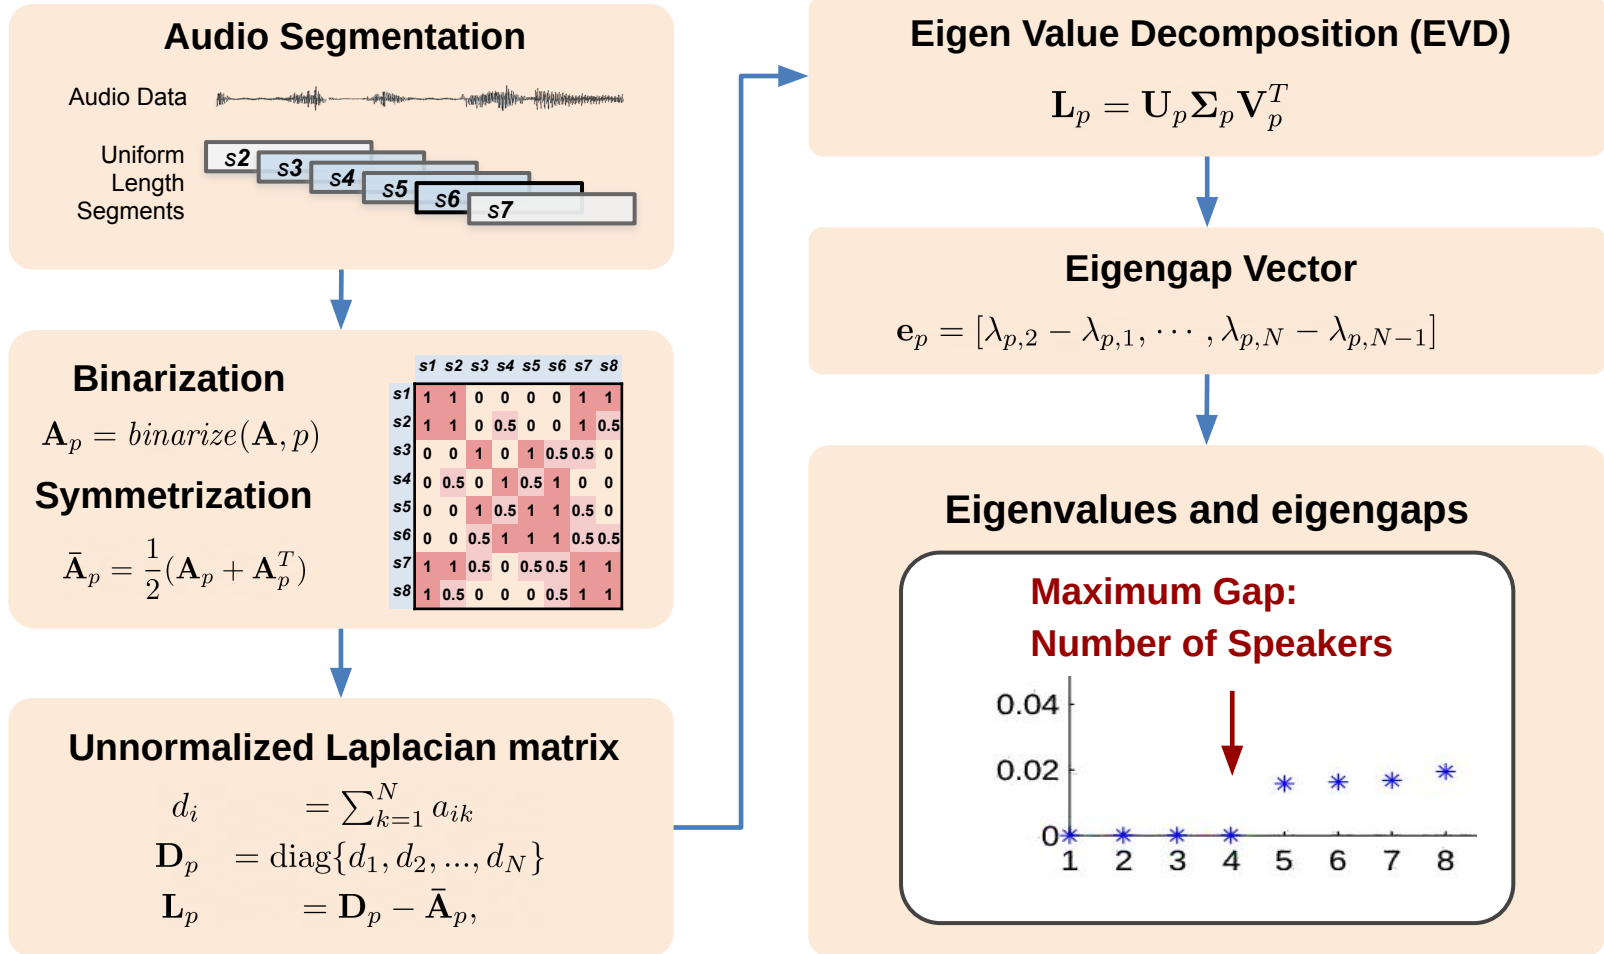 Audio Segmentation
Audio Data
Uniform
Length
Segments
s2
s3
s4
s5
s6
s7
Binarization
A_p = binarize(A, p)
Symmetrization
Ā_p = 1/2 (A_p + A_p^T)
s1 s2 s3 s4 s5 s6 s7 s8
s1 1 1 0 0 0 0 1 1
s2 1 1 0 0.5 0 0 1 0.5
s3 0 0 1 0 1 0.5 0.5 0
s4 0 0.5 0 1 0.5 1 0 0
s5 0 0 1 0.5 1 1 0.5 0
s6 0 0 0.5 1 1 1 0.5 0.5
s7 1 1 0.5 0 0.5 0.5 1 1
s8 1 0.5 0 0 0 0.5 1 1
Unnormalized Laplacian matrix
d_i = ∑_{k=1}^{N} a_{ik}
D_p = diag{d_1, d_2, ..., d_N}
L_p = D_p − Ā_p,
Eigen Value Decomposition (EVD)
L_p = U_p Σ_p V_p^T
Eigengap Vector
e_p = [λ_{p,2} − λ_{p,1}, ⋯ , λ_{p,N} − λ_{p,N−1}]
Eigenvalues and eigengaps
Maximum Gap:
Number of Speakers
0.04
0.02
0
1 2 3 4 5 6 7 8